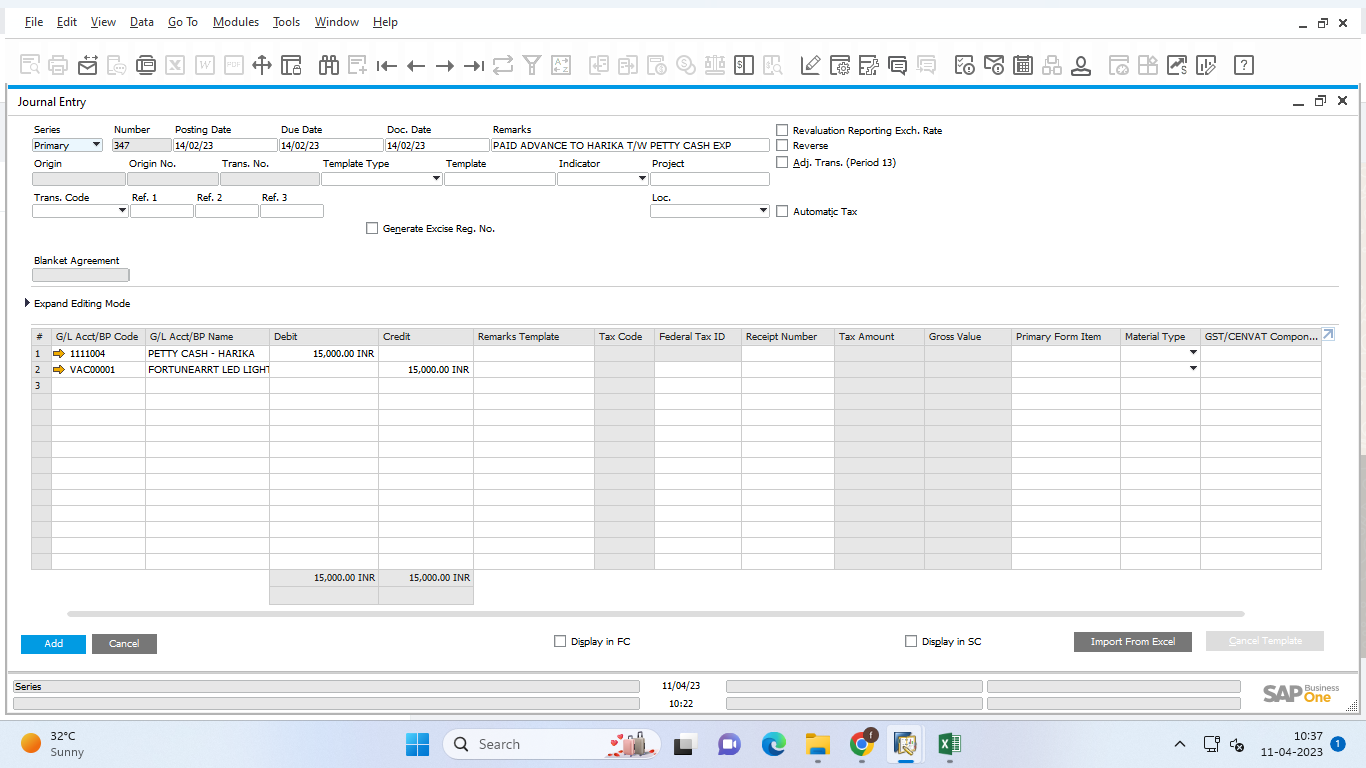 File Edit View Data Go To Modules Tools Window Help
Journal Entry
Series Number Posting Date Due Date Doc. Date Remarks
Revaluation Reporting Exch. Rate
Primary 347 14/02/23 14/02/23 14/02/23 PAID ADVANCE TO HARIKA T/W PETTY CASH EXP
Reverse
Origin Origin No. Trans. No. Template Type Template Indicator Project
Adj. Trans. (Period 13)
Trans. Code Ref. 1 Ref. 2 Ref. 3 Loc.
Automatic Tax
Generate Excise Reg. No.
Blanket Agreement
Expand Editing Mode
# G/L Acct/BP Code G/L Acct/BP Name Debit Credit Remarks Template Tax Code Federal Tax ID Receipt Number Tax Amount Gross Value Primary Form Item Material Type GST/CENVAT Compon...
1 1111004 PETTY CASH - HARIKA 15,000.00 INR
2 VAC00001 FORTUNEARRT LED LIGHT 15,000.00 INR
3
15,000.00 INR 15,000.00 INR
Add Cancel Display in FC Display in SC Import From Excel Cancel Template
Series 11/04/23
10:22
SAP Business One
32°C
Sunny
Search
10:37
11-04-2023
1